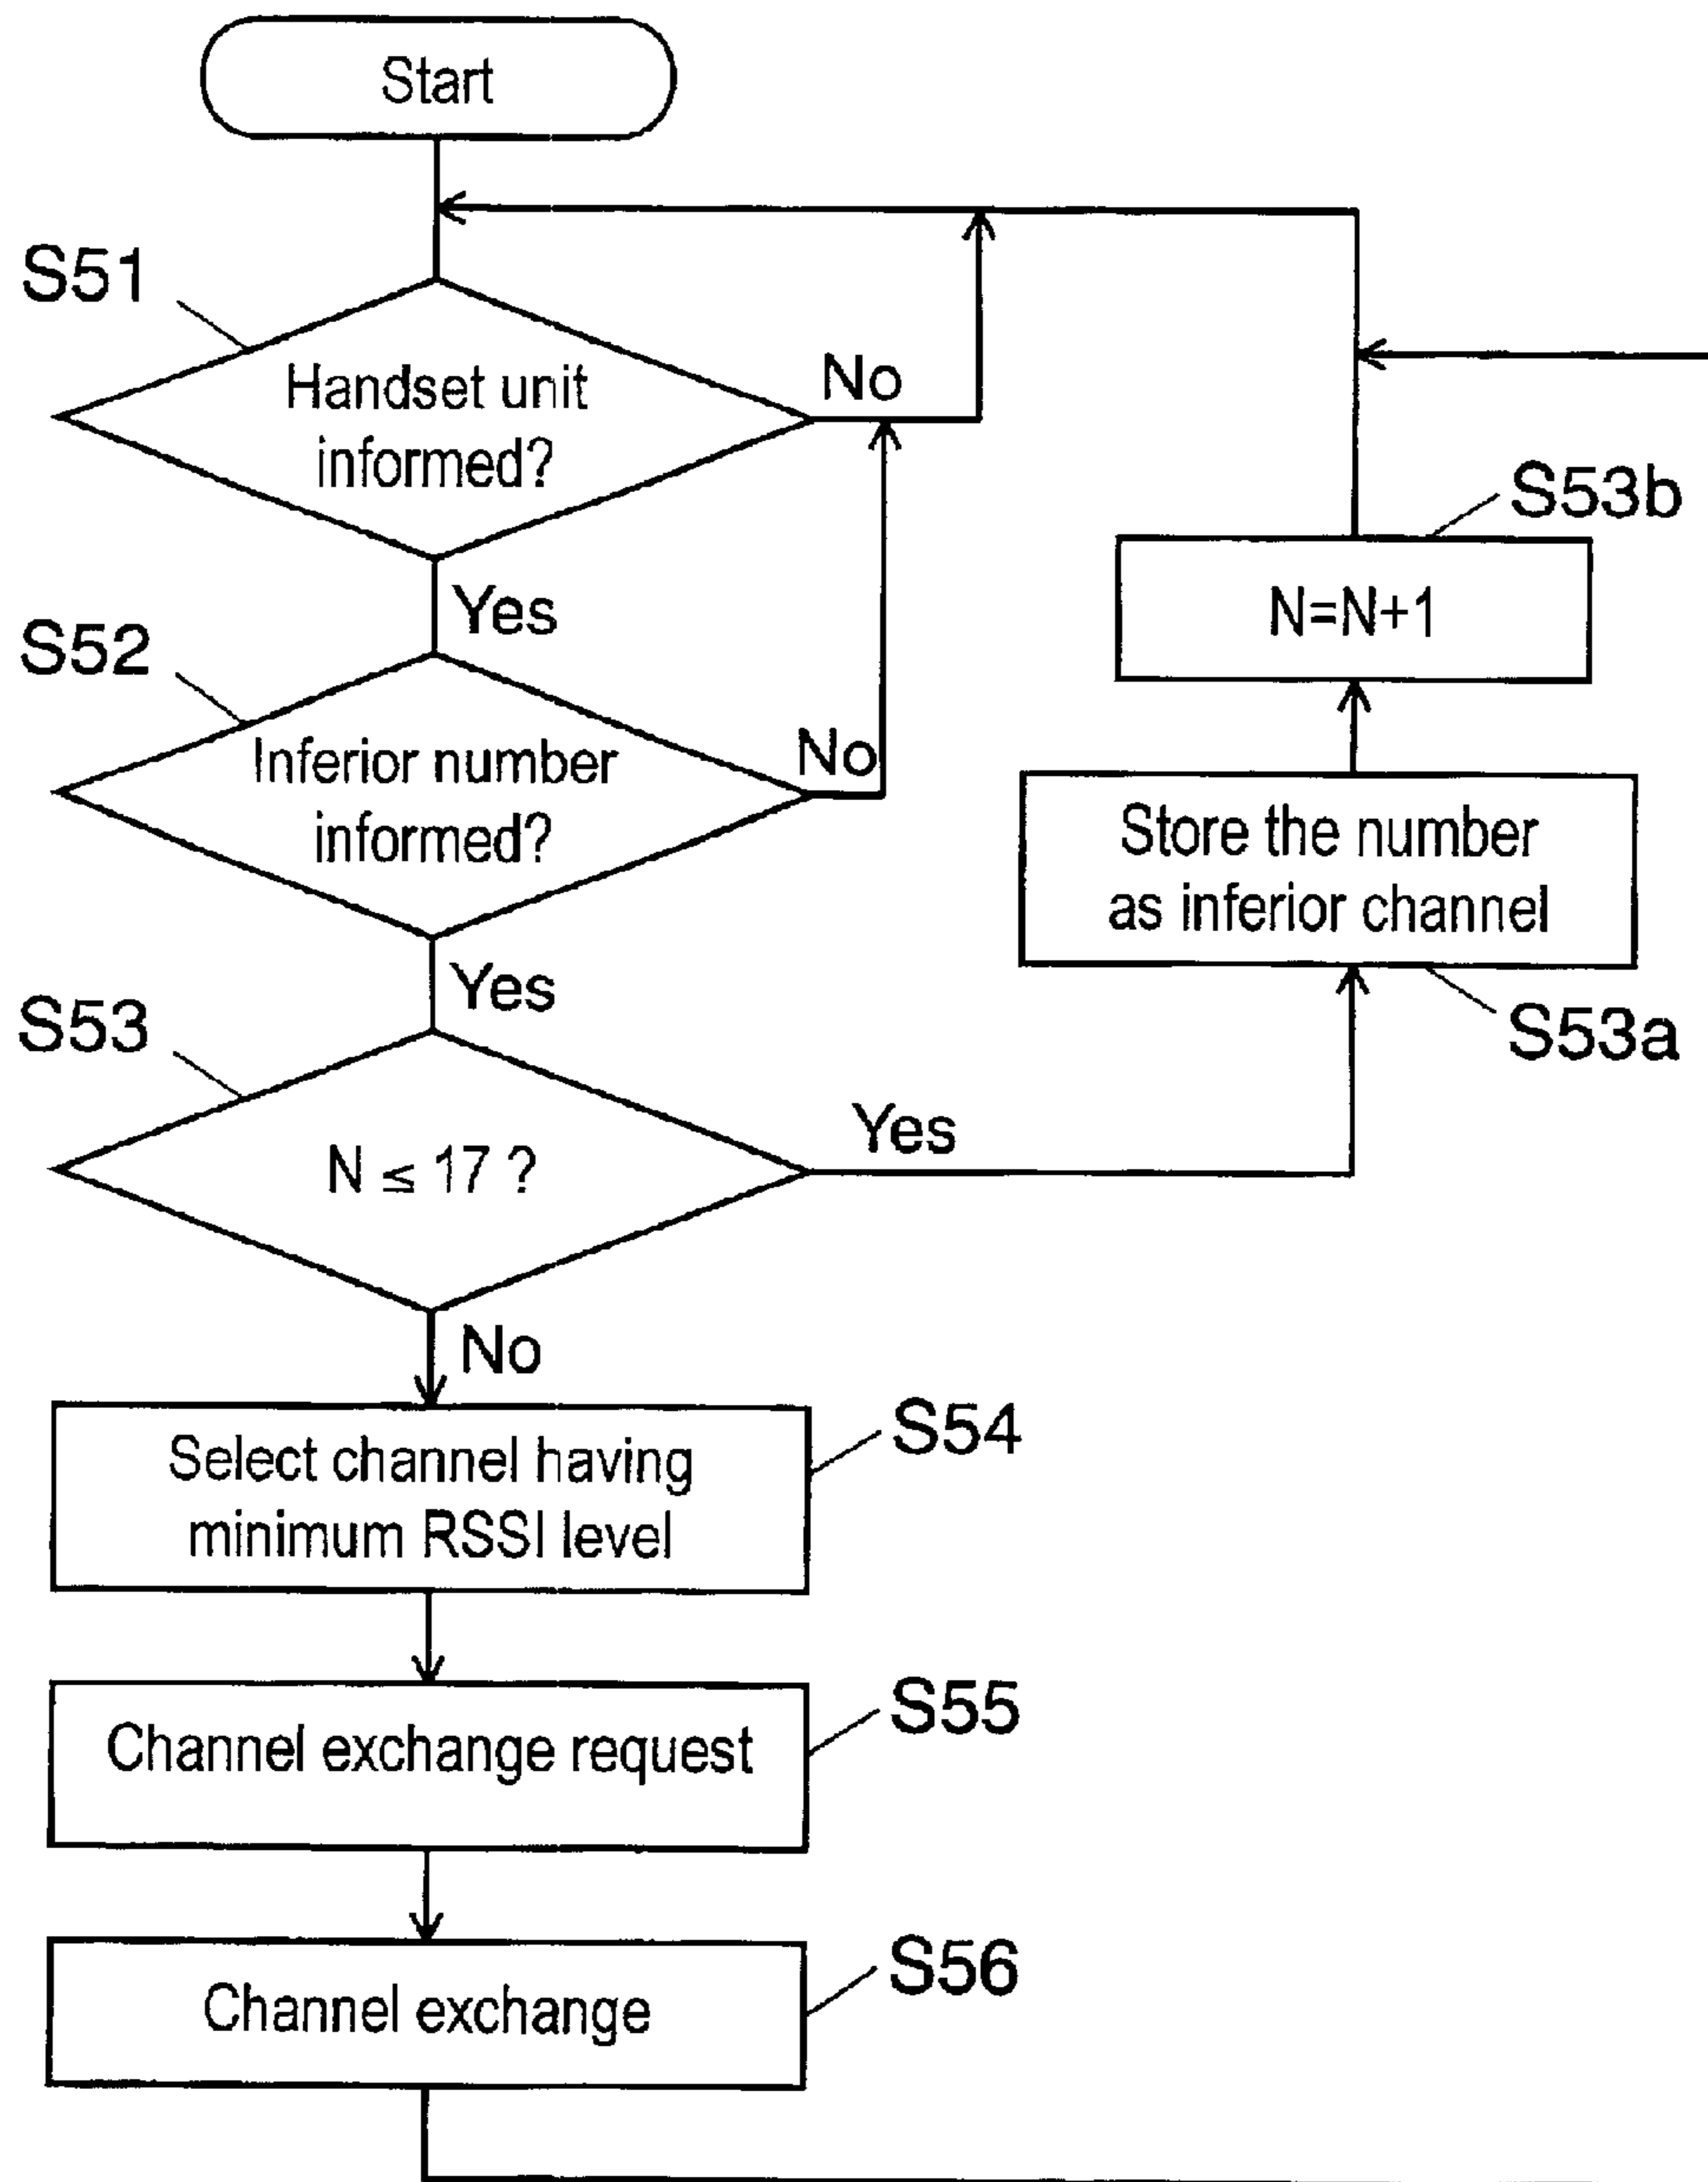 Start
S51
Handset unit
informed?
No
Yes
S53b
N=N+1
S52
Inferior number
informed?
No
Store the number
as inferior channel
Yes
S53
S53a
N ≤ 17 ?
Yes
No
S54
Select channel having
minimum RSSI level
S55
Channel exchange request
S56
Channel exchange